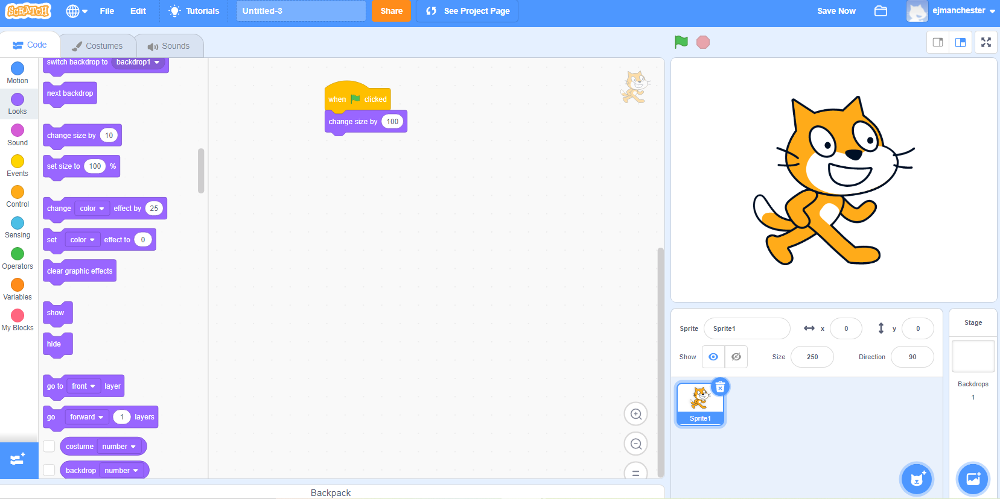 SCRATCH File Edit Tutorials Untitled-3 Share See Project Page Save Now ejmanchester
Code Costumes Sounds
Motion
Looks
Sound
Events
Control
Sensing
Operators
Variables
My Blocks
switch backdrop to backdrop1
next backdrop
change size by 10
set size to 100 %
change color effect by 25
set color effect to 0
clear graphic effects
show
hide
go to front layer
go forward 1 layers
costume number
backdrop number
when clicked
change size by 100
Backpack
Sprite Sprite1 x 0 y 0
Show Size 250 Direction 90
Sprite1
Stage
Backdrops
1